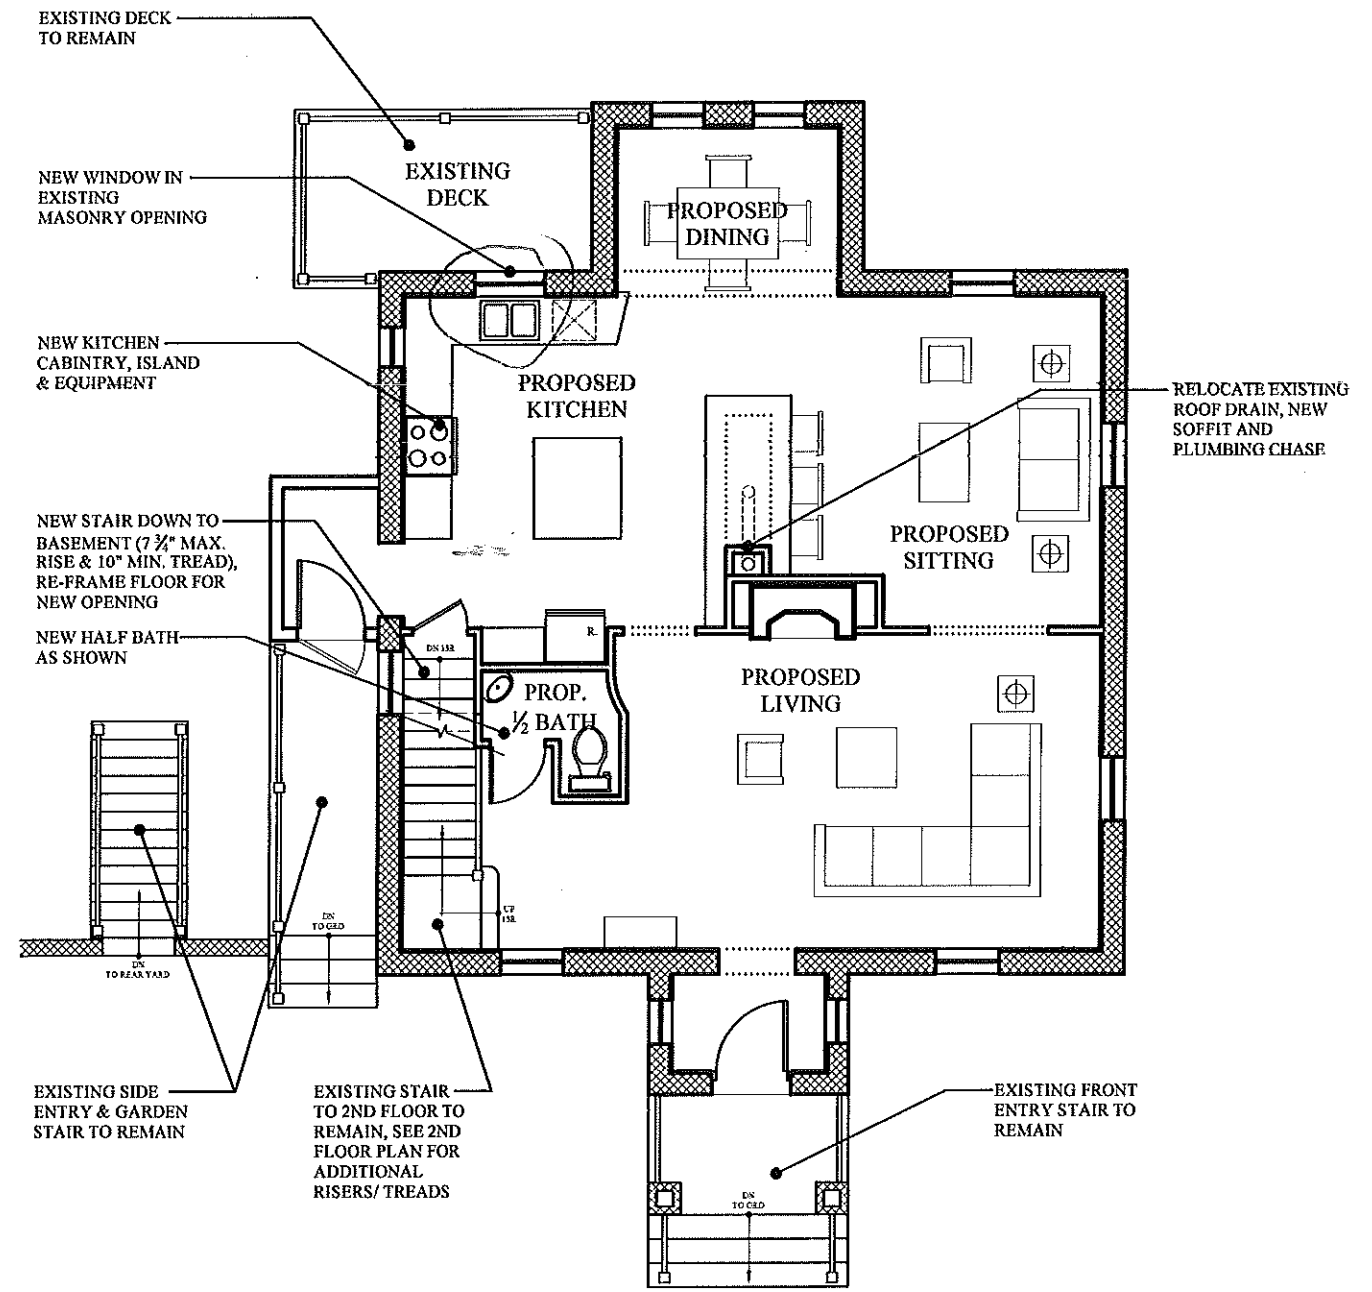 EXISTING DECK
TO REMAIN
NEW WINDOW IN
EXISTING
MASONRY OPENING
EXISTING
DECK
PROPOSED
DINING
NEW KITCHEN
CABINTRY, ISLAND
& EQUIPMENT
PROPOSED
KITCHEN
RELOCATE EXISTING
ROOF DRAIN, NEW
SOFFIT AND
PLUMBING CHASE
NEW STAIR DOWN TO
BASEMENT (7 ¾" MAX.
RISE & 10" MIN. TREAD),
RE-FRAME FLOOR FOR
NEW OPENING
PROPOSED
SITTING
NEW HALF BATH
AS SHOWN
R.
DN 13R
PROP.
½ BATH
PROPOSED
LIVING
UP
15R
DN
TO GRD
DN
TO REAR YARD
EXISTING SIDE
ENTRY & GARDEN
STAIR TO REMAIN
EXISTING STAIR
TO 2ND FLOOR TO
REMAIN, SEE 2ND
FLOOR PLAN FOR
ADDITIONAL
RISERS/ TREADS
EXISTING FRONT
ENTRY STAIR TO
REMAIN
DN
TO GRD